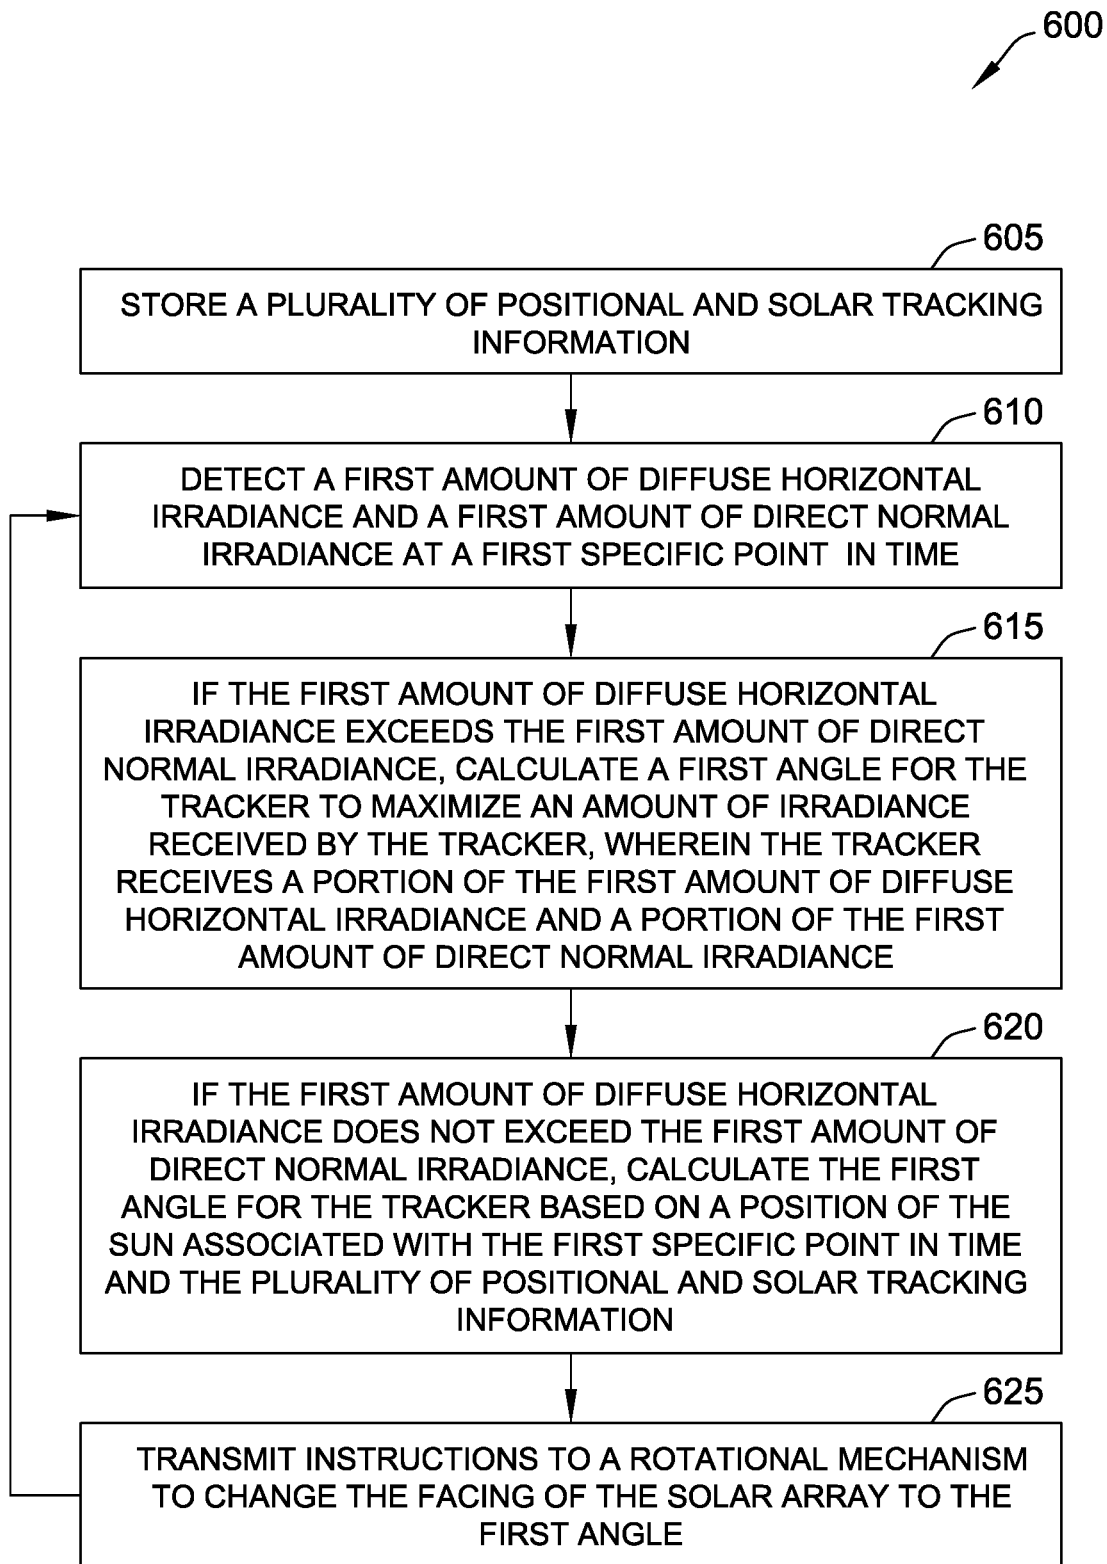 600
605
STORE A PLURALITY OF POSITIONAL AND SOLAR TRACKING
INFORMATION
610
DETECT A FIRST AMOUNT OF DIFFUSE HORIZONTAL
IRRADIANCE AND A FIRST AMOUNT OF DIRECT NORMAL
IRRADIANCE AT A FIRST SPECIFIC POINT IN TIME
615
IF THE FIRST AMOUNT OF DIFFUSE HORIZONTAL
IRRADIANCE EXCEEDS THE FIRST AMOUNT OF DIRECT
NORMAL IRRADIANCE, CALCULATE A FIRST ANGLE FOR THE
TRACKER TO MAXIMIZE AN AMOUNT OF IRRADIANCE
RECEIVED BY THE TRACKER, WHEREIN THE TRACKER
RECEIVES A PORTION OF THE FIRST AMOUNT OF DIFFUSE
HORIZONTAL IRRADIANCE AND A PORTION OF THE FIRST
AMOUNT OF DIRECT NORMAL IRRADIANCE
620
IF THE FIRST AMOUNT OF DIFFUSE HORIZONTAL
IRRADIANCE DOES NOT EXCEED THE FIRST AMOUNT OF
DIRECT NORMAL IRRADIANCE, CALCULATE THE FIRST
ANGLE FOR THE TRACKER BASED ON A POSITION OF THE
SUN ASSOCIATED WITH THE FIRST SPECIFIC POINT IN TIME
AND THE PLURALITY OF POSITIONAL AND SOLAR TRACKING
INFORMATION
625
TRANSMIT INSTRUCTIONS TO A ROTATIONAL MECHANISM
TO CHANGE THE FACING OF THE SOLAR ARRAY TO THE
FIRST ANGLE